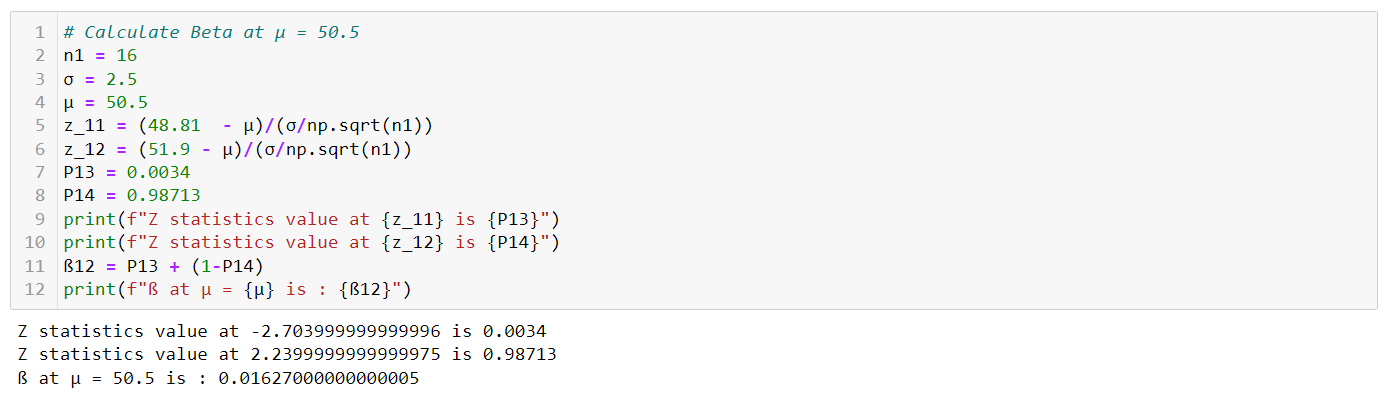 1 # Calculate Beta at μ = 50.5
2 n1 = 16
3 σ = 2.5
4 μ = 50.5
5 z_11 = (48.81  - μ)/(σ/np.sqrt(n1))
6 z_12 = (51.9 - μ)/(σ/np.sqrt(n1))
7 P13 = 0.0034
8 P14 = 0.98713
9 print(f"Z statistics value at {z_11} is {P13}")
10 print(f"Z statistics value at {z_12} is {P14}")
11 ß12 = P13 + (1-P14)
12 print(f"ß at μ = {μ} is : {ß12}")
Z statistics value at -2.703999999999996 is 0.0034
Z statistics value at 2.2399999999999975 is 0.98713
ß at μ = 50.5 is : 0.01627000000000005